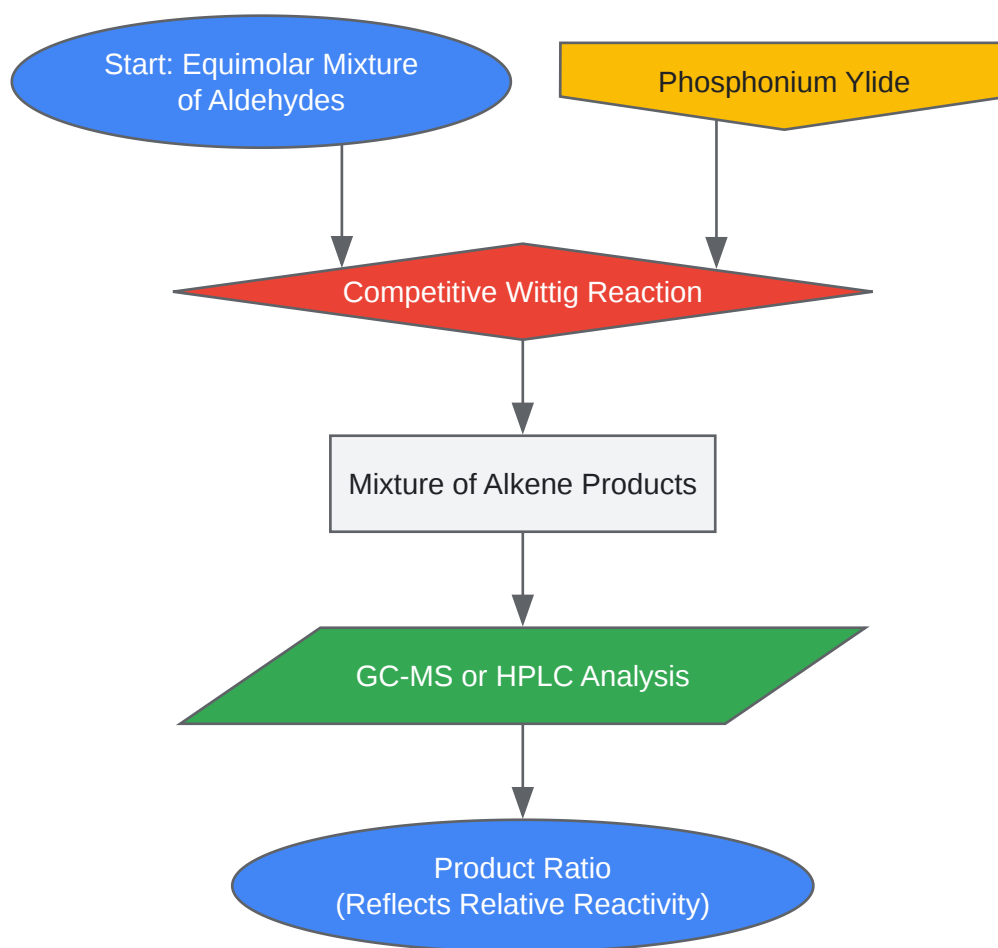 Start: Equimolar Mixture
of Aldehydes
Phosphonium Ylide
Competitive Wittig Reaction
Mixture of Alkene Products
GC-MS or HPLC Analysis
Product Ratio
(Reflects Relative Reactivity)